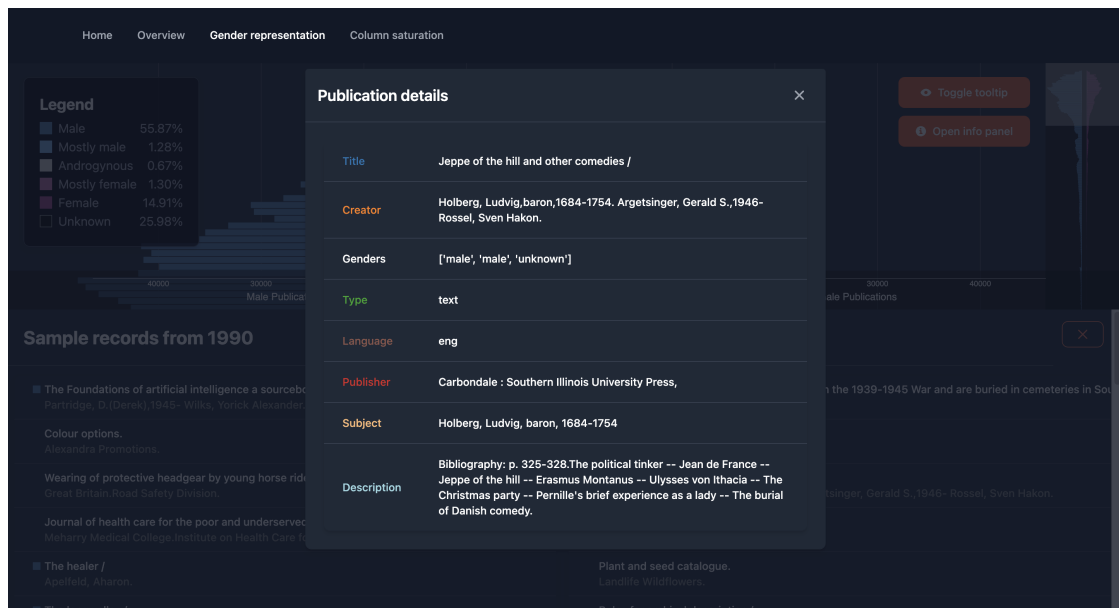 Home Overview Gender representation Column saturation
Legend
Male 55.87%
Mostly male 1.28%
Androgynous 0.67%
Mostly female 1.30%
Female 14.91%
Unknown 25.98%
Toggle tooltip
Open info panel
40000 30000
Male Publica
30000 40000
ale Publications
Publication details
Title Jeppe of the hill and other comedies /
Creator Holberg, Ludvig,baron,1684-1754. Argetsinger, Gerald S.,1946-
Rossel, Sven Hakon.
Genders ['male', 'male', 'unknown']
Type text
Language eng
Publisher Carbondale : Southern Illinois University Press,
Subject Holberg, Ludvig, baron, 1684-1754
Description Bibliography: p. 325-328.The political tinker -- Jean de France --
Jeppe of the hill -- Erasmus Montanus -- Ulysses von Ithacia -- The
Christmas party -- Pernille's brief experience as a lady -- The burial
of Danish comedy.
Sample records from 1990
The Foundations of artificial intelligence a sourcebo
Partridge, D.(Derek),1945- Wilks, Yorick Alexander.
n the 1939-1945 War and are buried in cemeteries in Sou
Colour options.
Alexandra Promotions.
Wearing of protective headgear by young horse ride
Great Britain.Road Safety Division.
tsinger, Gerald S.,1946- Rossel, Sven Hakon.
Journal of health care for the poor and underserved
Meharry Medical College.Institute on Health Care fo
The healer /
Apelfeld, Aharon.
Plant and seed catalogue.
Landlife Wildflowers.